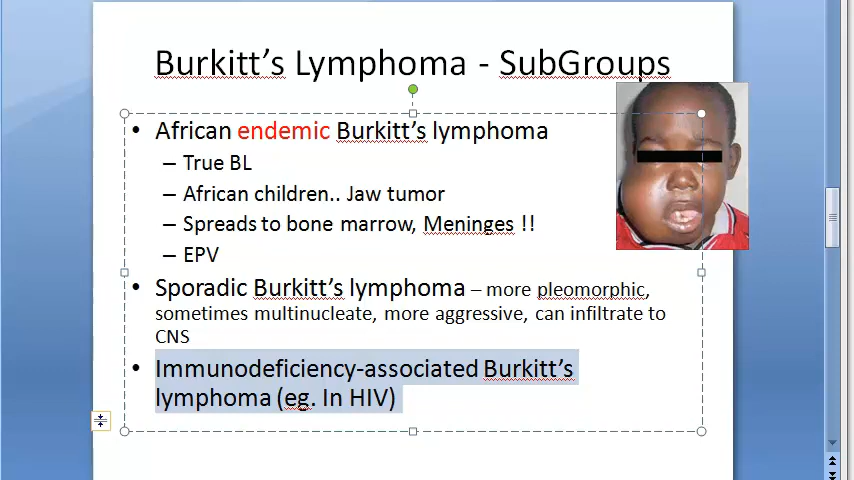 Burkitt's Lymphoma - SubGroups
• African endemic Burkitt's lymphoma
– True BL
– African children.. Jaw tumor
– Spreads to bone marrow, Meninges !!
– EPV
• Sporadic Burkitt's lymphoma – more pleomorphic,
sometimes multinucleate, more aggressive, can infiltrate to
CNS
• Immunodeficiency-associated Burkitt's
lymphoma (eg. In HIV)